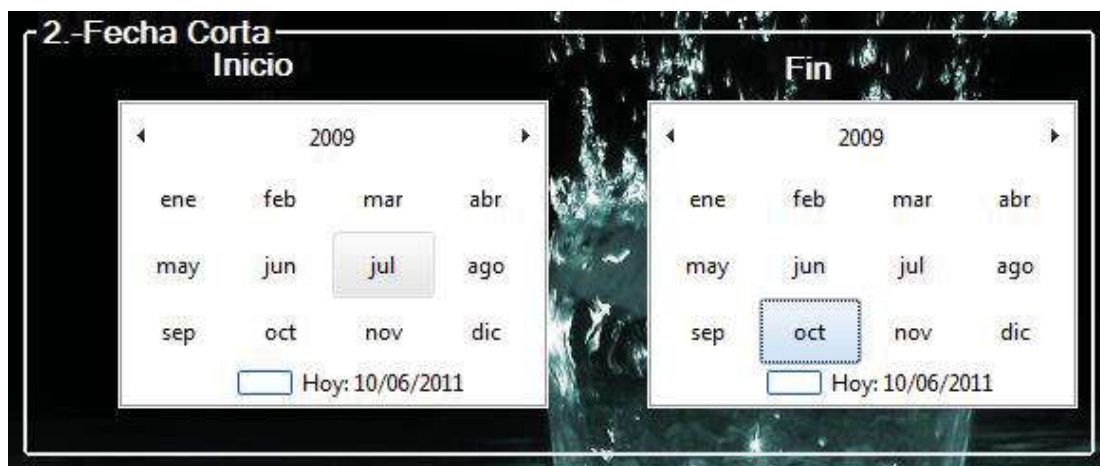 2.-Fecha Corta
Inicio
Fin
2009
ene feb mar abr
may jun jul ago
sep oct nov dic
Hoy: 10/06/2011
2009
ene feb mar abr
may jun jul ago
sep oct nov dic
Hoy: 10/06/2011